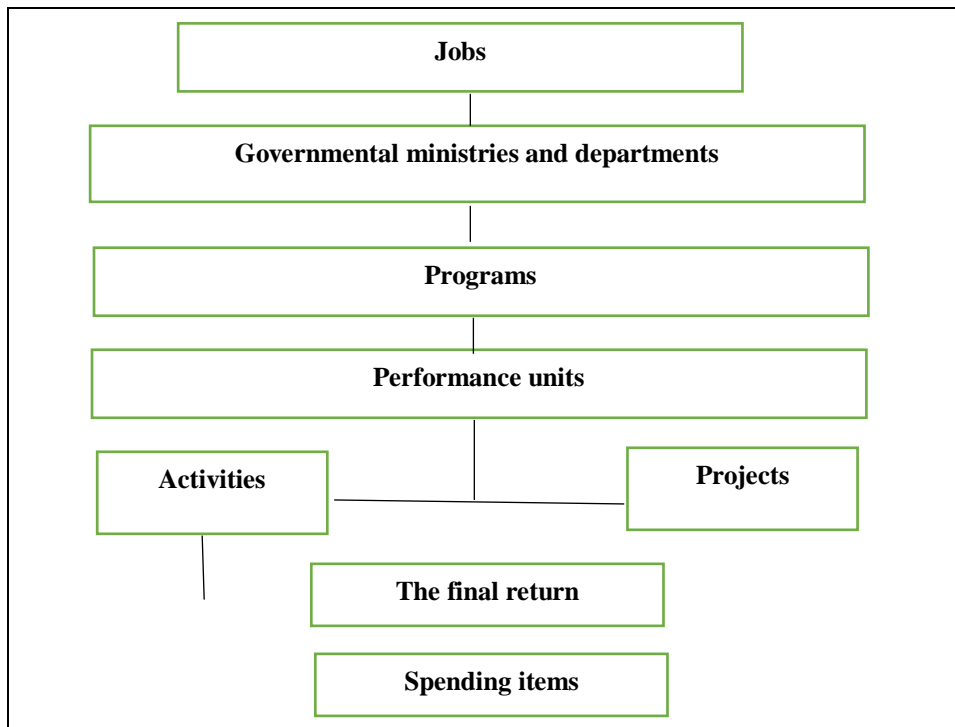 Jobs
Governmental ministries and departments
Programs
Performance units
Activities
Projects
The final return
Spending items